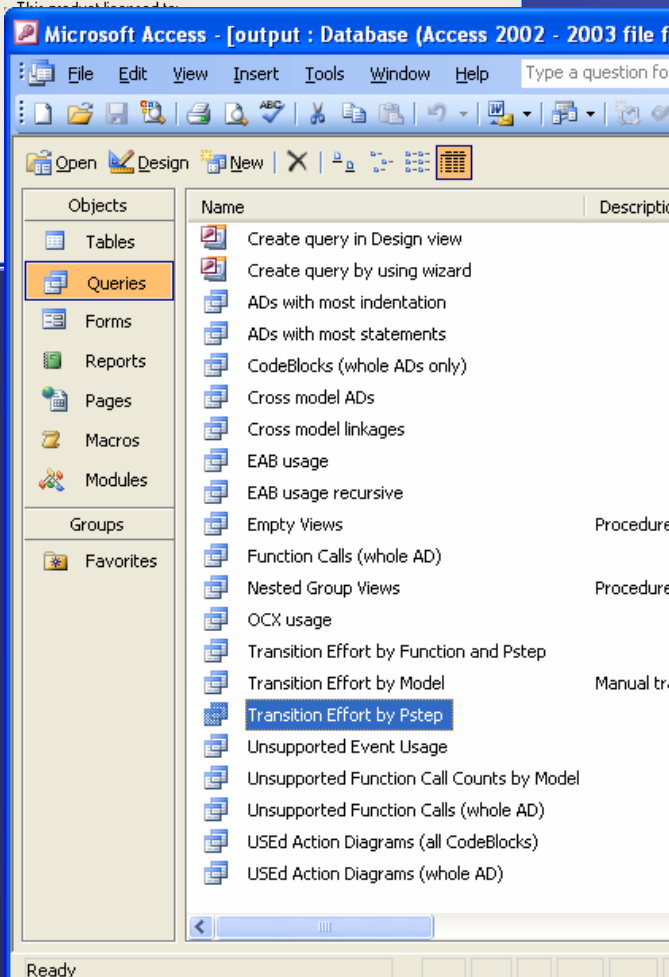 This product licensed to:
Microsoft Access - [output : Database (Access 2002 - 2003 file f
File Edit View Insert Tools Window Help Type a question fo
Open Design New
Objects
Tables
Queries
Forms
Reports
Pages
Macros
Modules
Groups
Favorites
Name Descriptio
Create query in Design view
Create query by using wizard
ADs with most indentation
ADs with most statements
CodeBlocks (whole ADs only)
Cross model ADs
Cross model linkages
EAB usage
EAB usage recursive
Empty Views Procedure
Function Calls (whole AD)
Nested Group Views Procedure
OCX usage
Transition Effort by Function and Pstep
Transition Effort by Model Manual tra
Transition Effort by Pstep
Unsupported Event Usage
Unsupported Function Call Counts by Model
Unsupported Function Calls (whole AD)
USEd Action Diagrams (all CodeBlocks)
USEd Action Diagrams (whole AD)
Ready